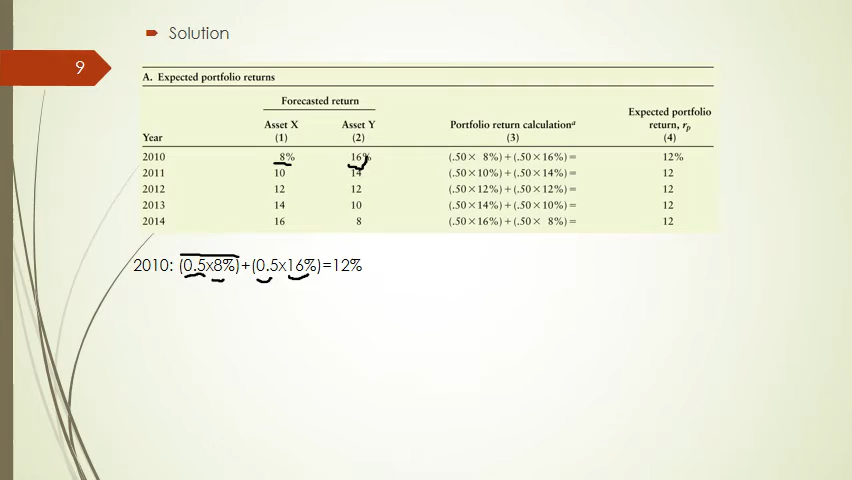 Solution
9
A. Expected portfolio returns
Forecasted return
Asset X Asset Y Portfolio return calculationᵃ Expected portfolio return, rₚ
Year (1) (2) (3) (4)
2010 8% 16% (.50 × 8%) + (.50 × 16%) = 12%
2011 10 14 (.50 × 10%) + (.50 × 14%) = 12
2012 12 12 (.50 × 12%) + (.50 × 12%) = 12
2013 14 10 (.50 × 14%) + (.50 × 10%) = 12
2014 16 8 (.50 × 16%) + (.50 × 8%) = 12
2010: (0.5x8%)+(0.5x16%)=12%